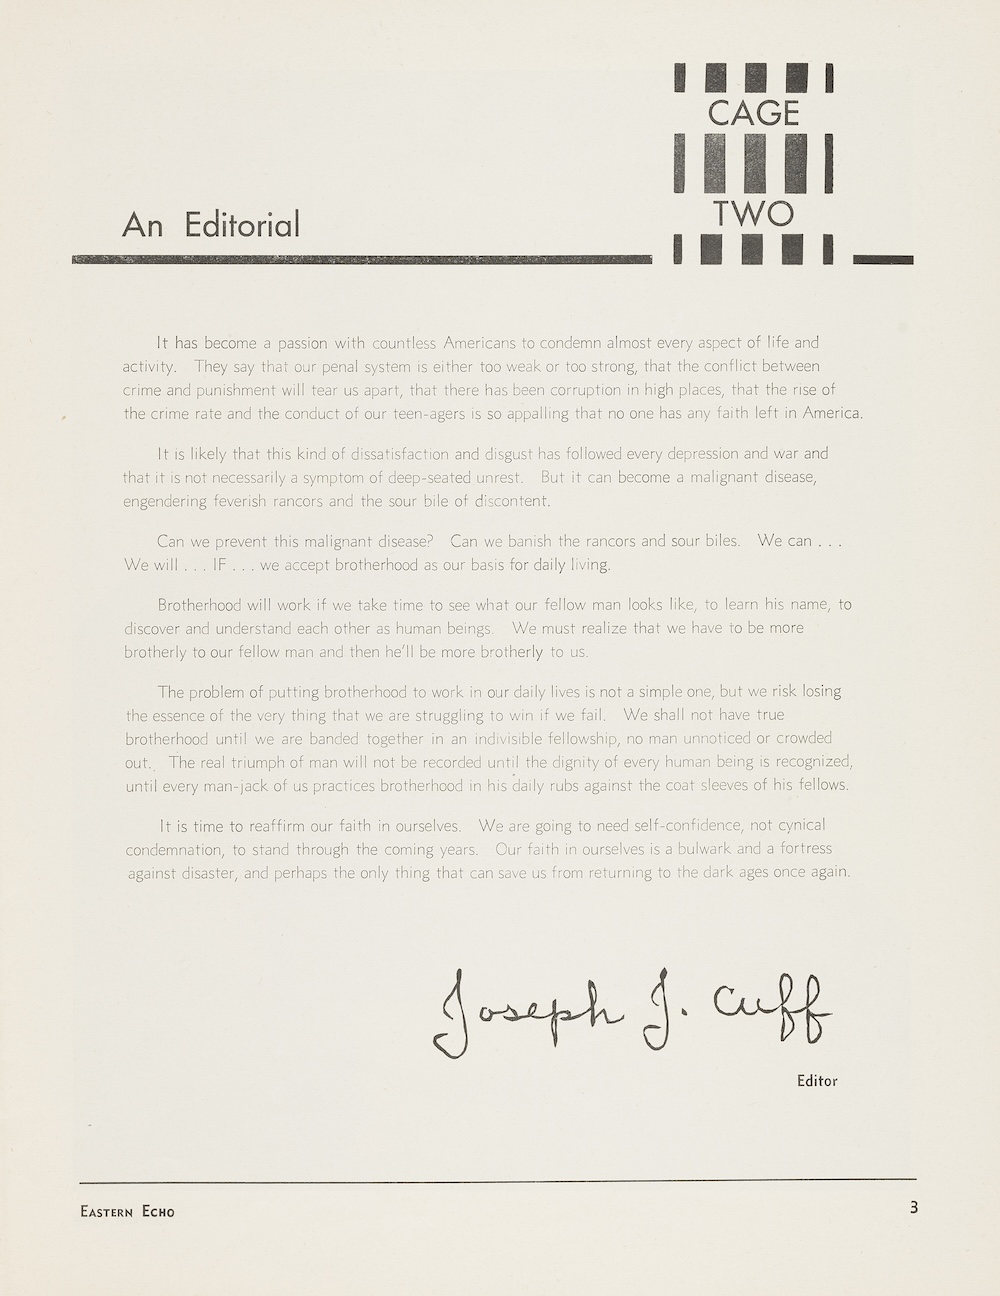 CAGE
TWO
An Editorial
It has become a passion with countless Americans to condemn almost every aspect of life and
activity. They say that our penal system is either too weak or too strong, that the conflict between
crime and punishment will tear us apart, that there has been corruption in high places, that the rise of
the crime rate and the conduct of our teen-agers is so appalling that no one has any faith left in America.
It is likely that this kind of dissatisfaction and disgust has followed every depression and war and
that it is not necessarily a symptom of deep-seated unrest. But it can become a malignant disease,
engendering feverish rancors and the sour bile of discontent.
Can we prevent this malignant disease? Can we banish the rancors and sour biles. We can . . .
We will . . . IF . . . we accept brotherhood as our basis for daily living.
Brotherhood will work if we take time to see what our fellow man looks like, to learn his name, to
discover and understand each other as human beings. We must realize that we have to be more
brotherly to our fellow man and then he'll be more brotherly to us.
The problem of putting brotherhood to work in our daily lives is not a simple one, but we risk losing
the essence of the very thing that we are struggling to win if we fail. We shall not have true
brotherhood until we are banded together in an indivisible fellowship, no man unnoticed or crowded
out. The real triumph of man will not be recorded until the dignity of every human being is recognized,
until every man-jack of us practices brotherhood in his daily rubs against the coat sleeves of his fellows.
It is time to reaffirm our faith in ourselves. We are going to need self-confidence, not cynical
condemnation, to stand through the coming years. Our faith in ourselves is a bulwark and a fortress
against disaster, and perhaps the only thing that can save us from returning to the dark ages once again.
Joseph J. Cuff
Editor
EASTERN ECHO
3